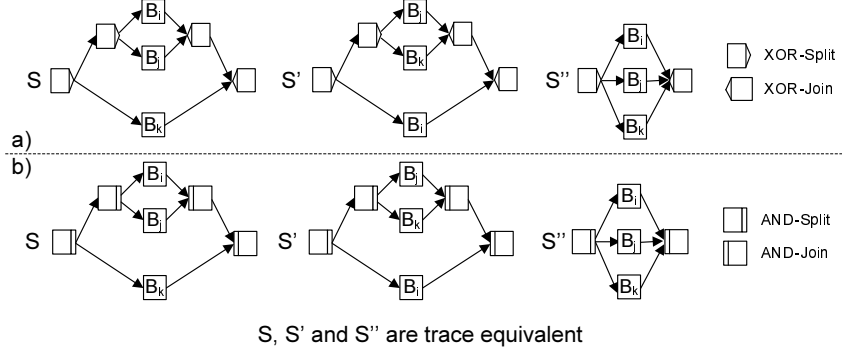 Bi
Bj
S
Bk
Bj
Bk
S'
Bi
Bi
S'' Bj
Bk
XOR-Split
XOR-Join
a)
b)
Bi
Bj
S
Bk
Bj
Bk
S'
Bi
Bi
S'' Bj
Bk
AND-Split
AND-Join
S, S' and S'' are trace equivalent